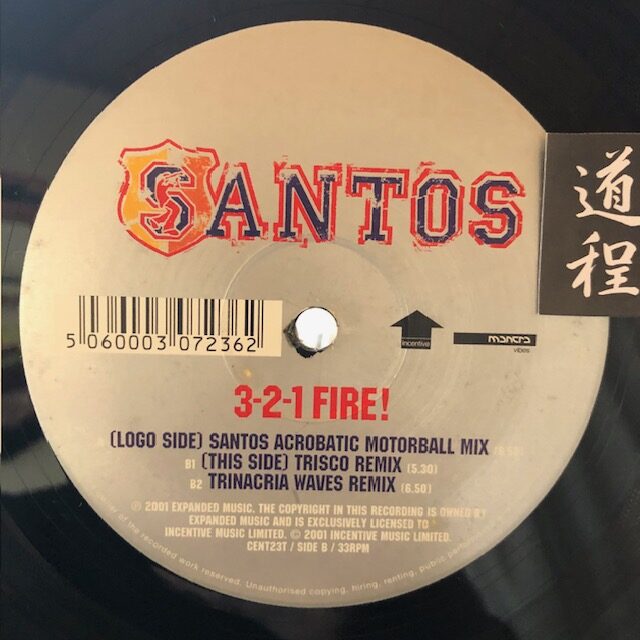 SANTOS
道
程
5 060003 072362
incentive
mantra
vibes
3-2-1 FIRE!
(LOGO SIDE) SANTOS ACROBATIC MOTORBALL MIX
B1 (THIS SIDE) TRISCO REMIX (5.30)
B2 TRINACRIA WAVES REMIX (6.50)
℗ 2001 EXPANDED MUSIC. THE COPYRIGHT IN THIS RECORDING IS OWNED BY
EXPANDED MUSIC AND IS EXCLUSIVELY LICENSED TO
INCENTIVE MUSIC LIMITED. © 2001 INCENTIVE MUSIC LIMITED.
CENT23T / SIDE B / 33RPM
of the recorded work reserved. Unauthorised copying, hiring, renting, public